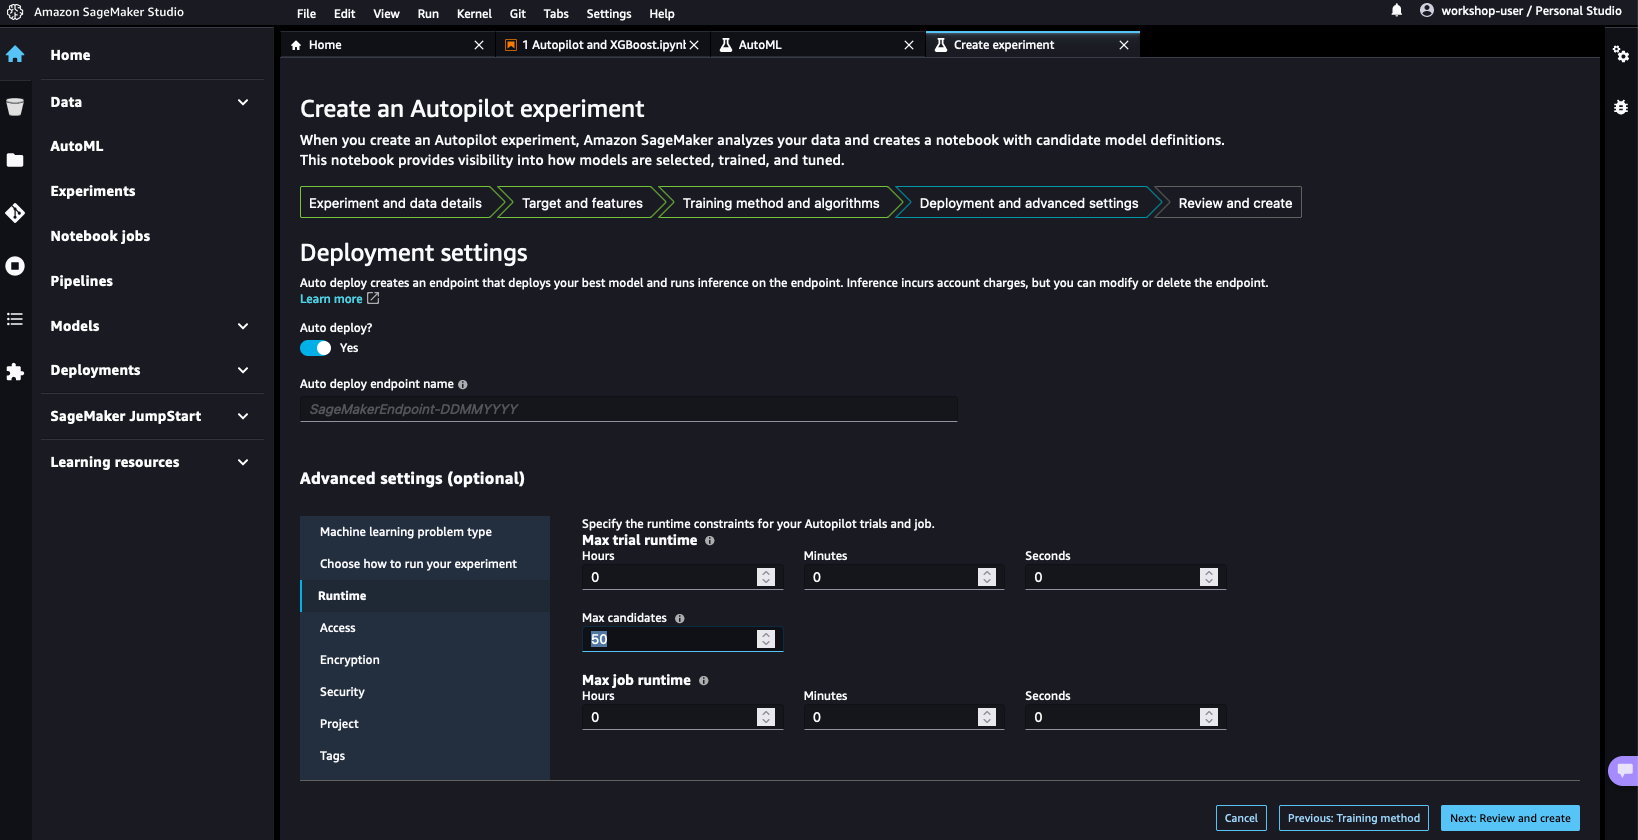 Amazon SageMaker Studio
File Edit View Run Kernel Git Tabs Settings Help
workshop-user / Personal Studio
Home
1 Autopilot and XGBoost.ipynb
AutoML
Create experiment
Home
Data
AutoML
Experiments
Notebook jobs
Pipelines
Models
Deployments
SageMaker JumpStart
Learning resources
Create an Autopilot experiment
When you create an Autopilot experiment, Amazon SageMaker analyzes your data and creates a notebook with candidate model definitions.
This notebook provides visibility into how models are selected, trained, and tuned.
Experiment and data details
Target and features
Training method and algorithms
Deployment and advanced settings
Review and create
Deployment settings
Auto deploy creates an endpoint that deploys your best model and runs inference on the endpoint. Inference incurs account charges, but you can modify or delete the endpoint.
Learn more
Auto deploy?
Yes
Auto deploy endpoint name
SageMakerEndpoint-DDMMYYYY
Advanced settings (optional)
Machine learning problem type
Choose how to run your experiment
Runtime
Access
Encryption
Security
Project
Tags
Specify the runtime constraints for your Autopilot trials and job.
Max trial runtime
Hours Minutes Seconds
0 0 0
Max candidates
50
Max job runtime
Hours Minutes Seconds
0 0 0
Cancel
Previous: Training method
Next: Review and create